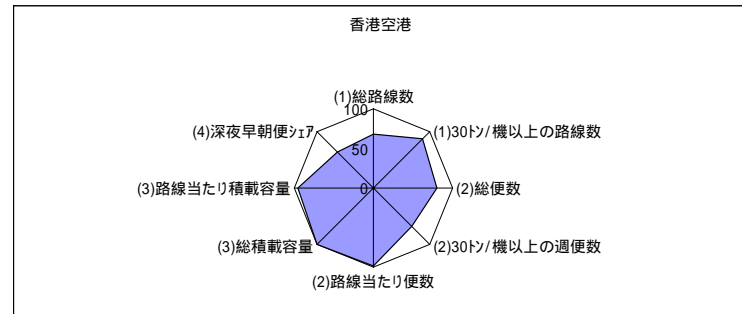 香港空港
(1)総路線数
100
(4)深夜早朝便ｼｪｱ
(1)30ﾄﾝ/機以上の路線数
50
(3)路線当たり積載容量
0
(2)総便数
(3)総積載容量
(2)30ﾄﾝ/機以上の週便数
(2)路線当たり便数